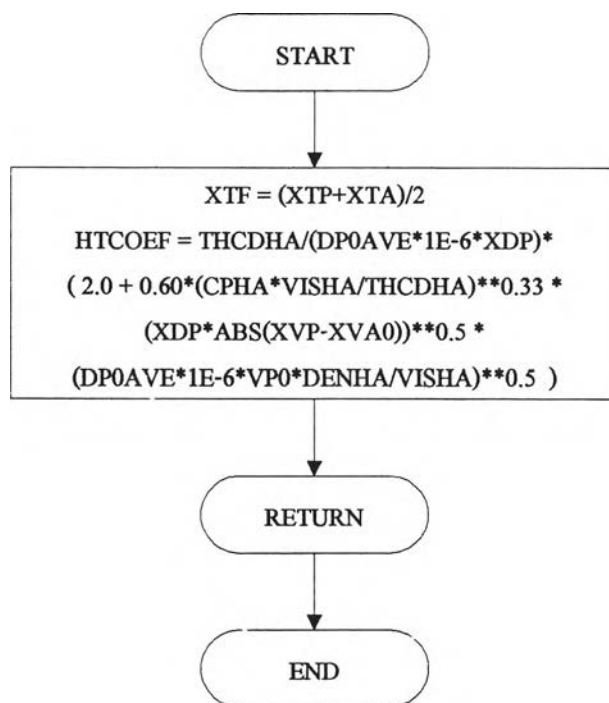 START
XTF = (XTP+XTA)/2
HTCOEF = THCDHA/(DP0AVE*1E-6*XDP)*
( 2.0 + 0.60*(CPHA*VISHA/THCDHA)**0.33 *
(XDP*ABS(XVP-XVA0))**0.5 *
(DP0AVE*1E-6*VP0*DENHA/VISHA)**0.5 )
RETURN
END